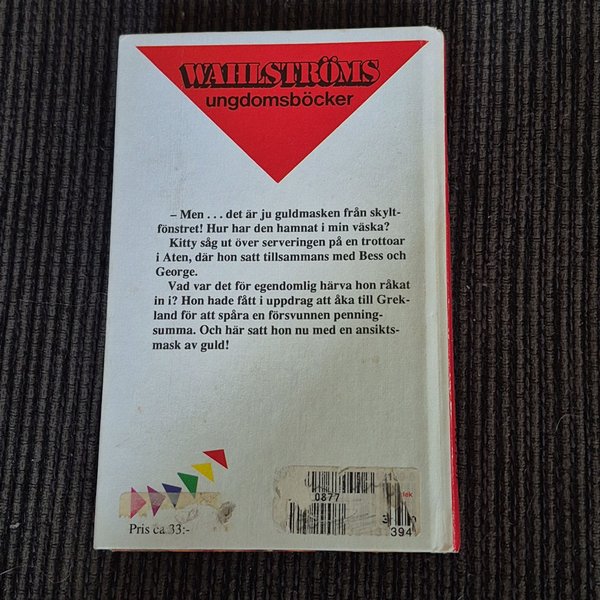 WAHLSTRÖMS
ungdomsböcker
– Men . . . det är ju guldmasken från skylt-
fönstret! Hur har den hamnat i min väska?
Kitty såg ut över serveringen på en trottoar
i Aten, där hon satt tillsammans med Bess och
George.
Vad var det för egendomlig härva hon råkat
in i? Hon hade fått i uppdrag att åka till Grek-
land för att spåra en försvunnen penning-
summa. Och här satt hon nu med en ansikts-
mask av guld!
0877
Pris ca 33:-
394